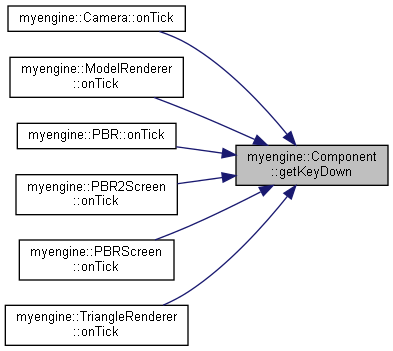 myengine::Camera::onTick
myengine::ModelRenderer
::onTick
myengine::PBR::onTick
myengine::Component
::getKeyDown
myengine::PBR2Screen
::onTick
myengine::PBRScreen
::onTick
myengine::TriangleRenderer
::onTick